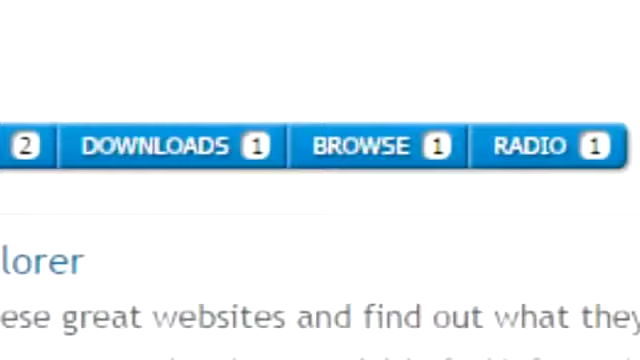 2 DOWNLOADS 1 BROWSE 1 RADIO 1
lorer
ese great websites and find out what they